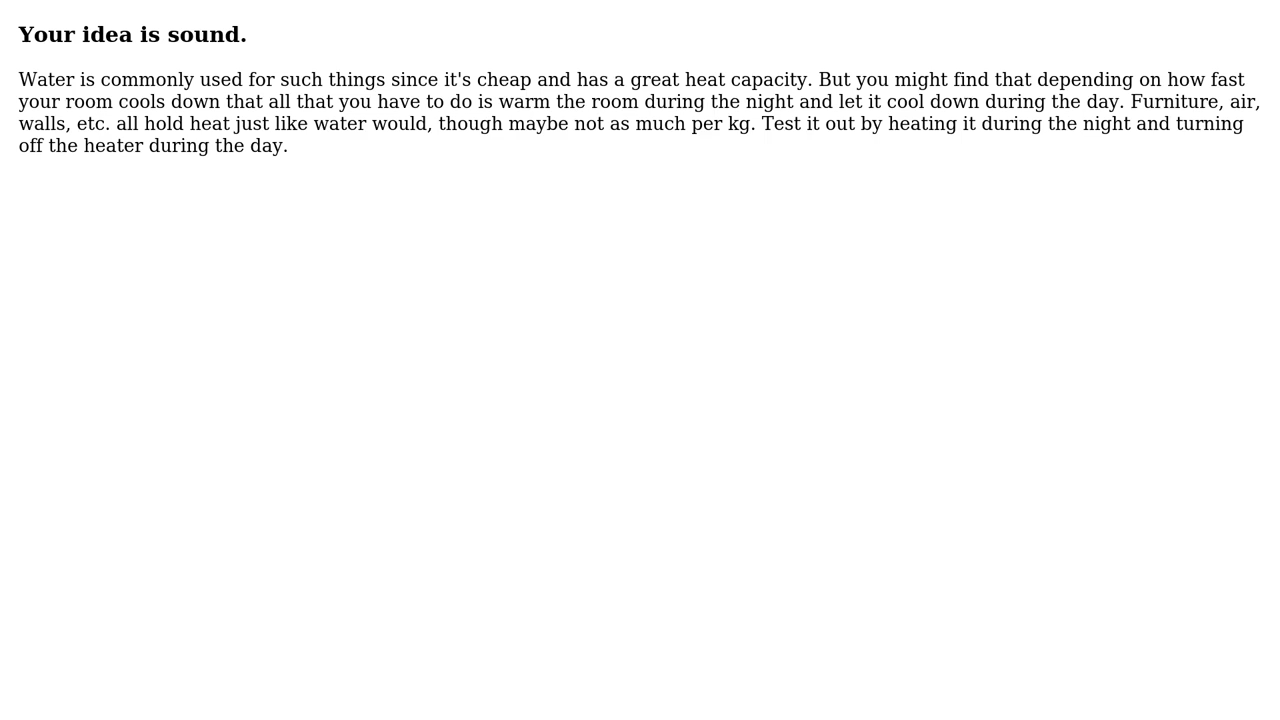 Your idea is sound.
Water is commonly used for such things since it's cheap and has a great heat capacity. But you might find that depending on how fast
your room cools down that all that you have to do is warm the room during the night and let it cool down during the day. Furniture, air,
walls, etc. all hold heat just like water would, though maybe not as much per kg. Test it out by heating it during the night and turning
off the heater during the day.